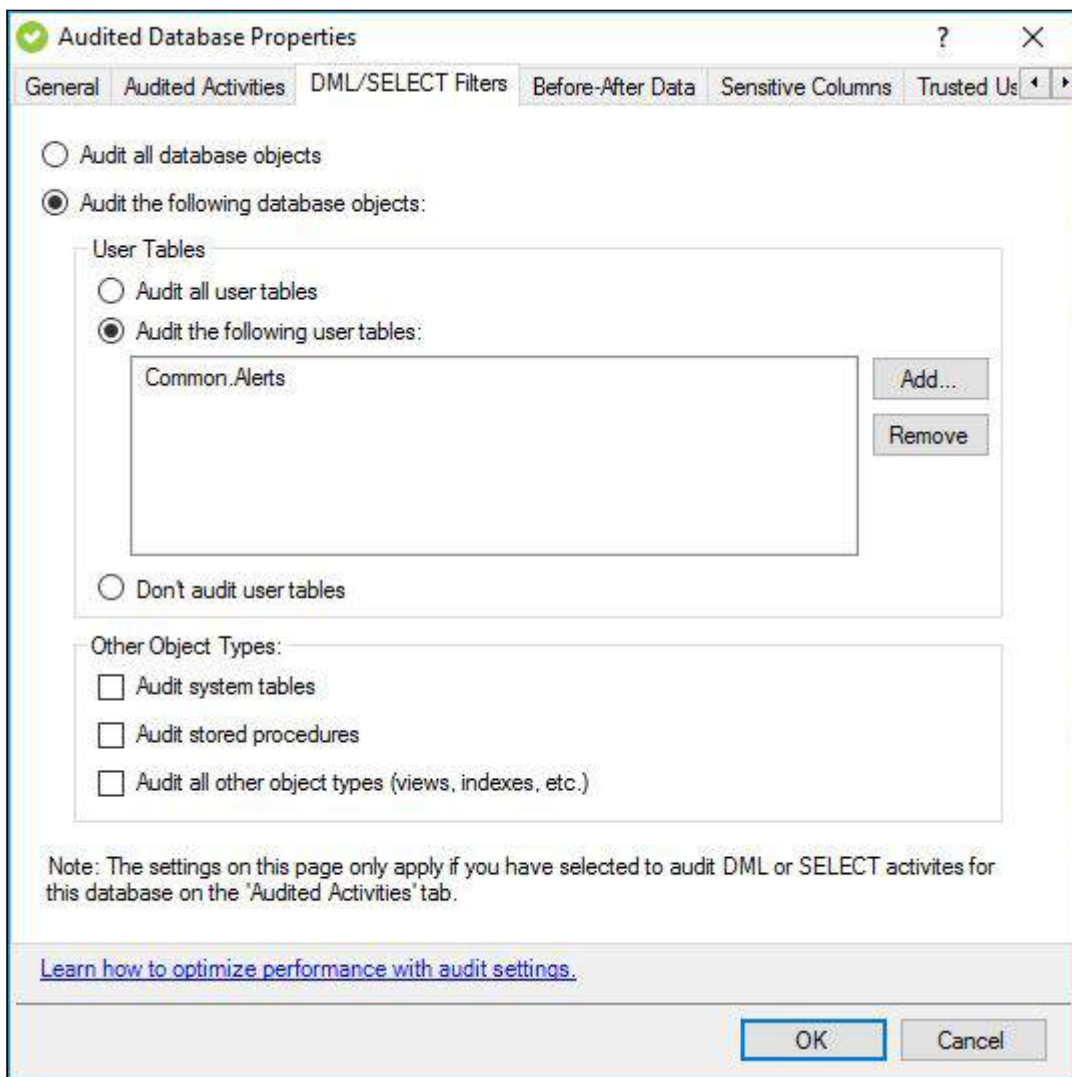 Audited Database Properties
?
General
Audited Activities
DML/SELECT Filters
Before-After Data
Sensitive Columns
Trusted Us
Audit all database objects
Audit the following database objects:
User Tables
Audit all user tables
Audit the following user tables:
Common.Alerts
Add...
Remove
Don't audit user tables
Other Object Types:
Audit system tables
Audit stored procedures
Audit all other object types (views, indexes, etc.)
Note: The settings on this page only apply if you have selected to audit DML or SELECT activites for
this database on the 'Audited Activities' tab.
Learn how to optimize performance with audit settings.
OK
Cancel